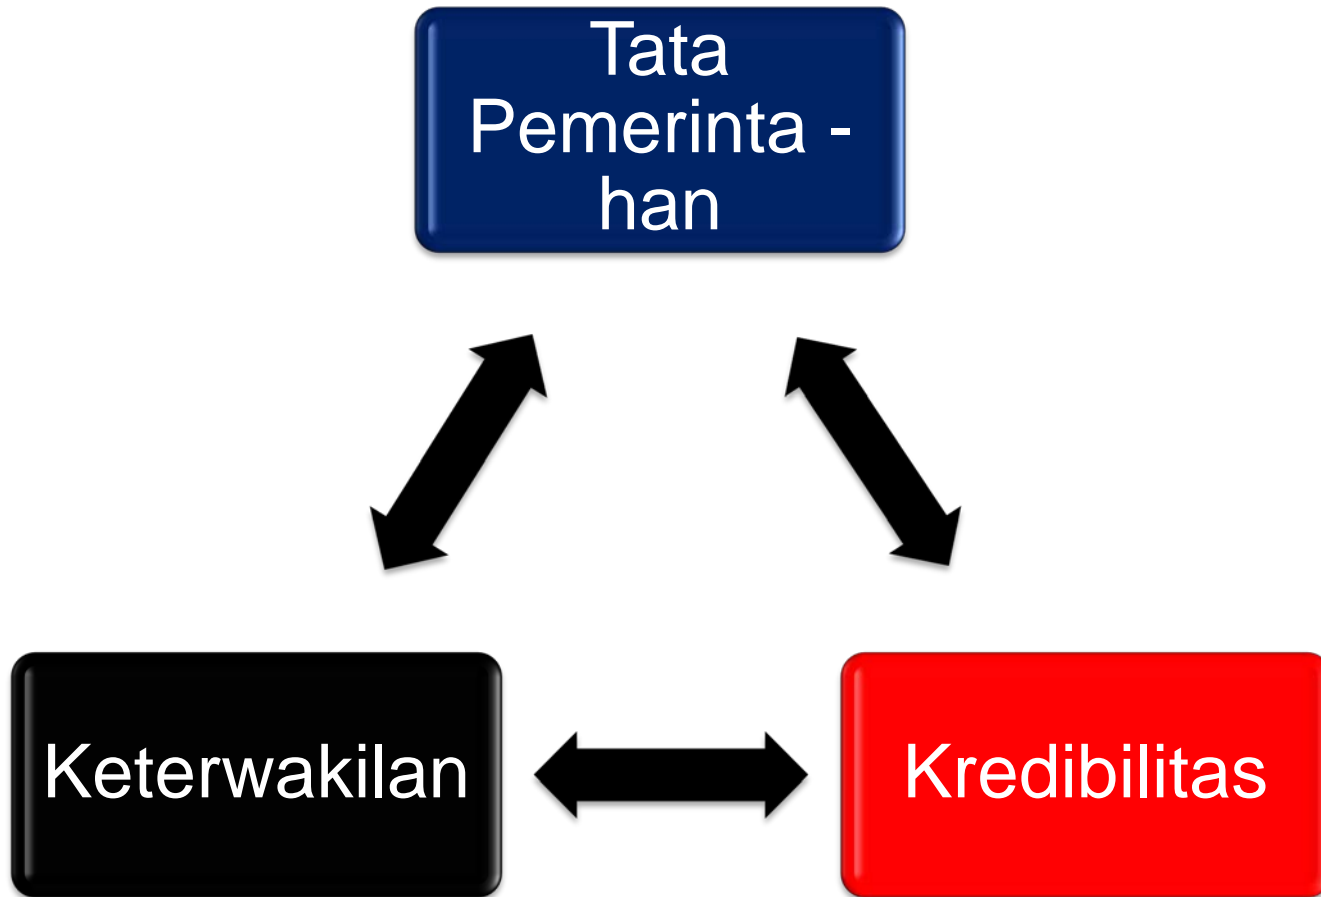 Tata
Pemerinta -
han
Keterwakilan
Kredibilitas